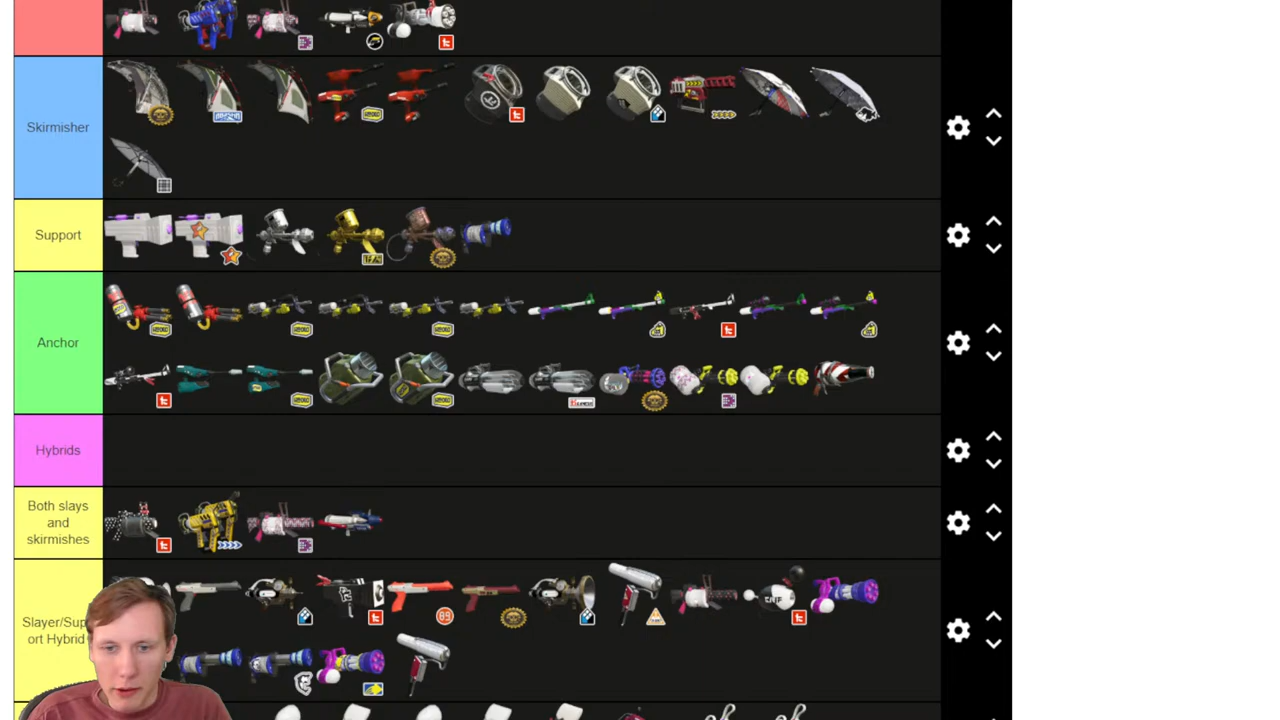 Skirmisher
Support
Anchor
Hybrids
Both slays
and
skirmishes
Slayer/Supp
ort Hybrid